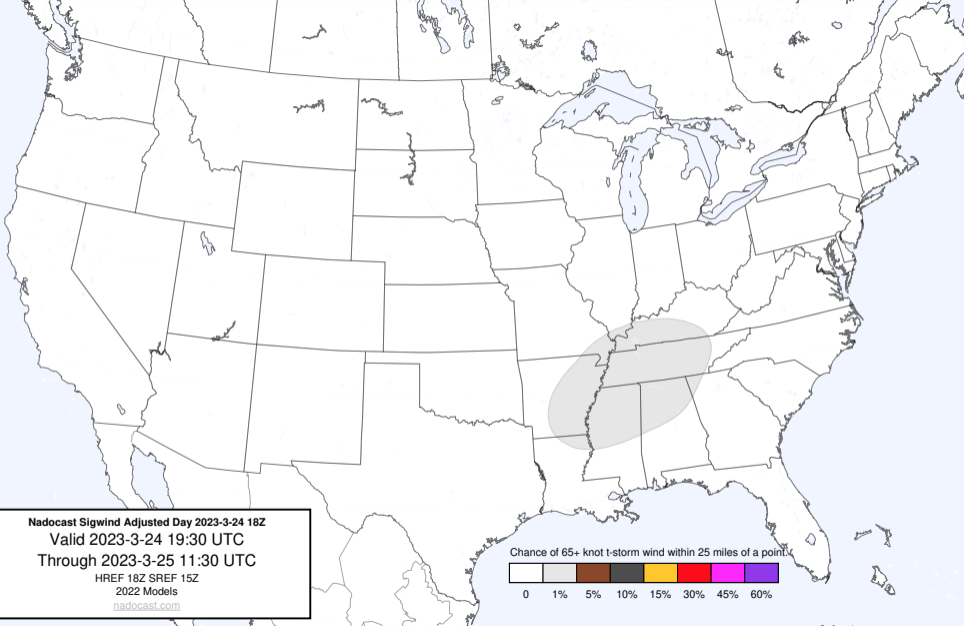 Nadocast Sigwind Adjusted Day 2023-3-24 18Z
Valid 2023-3-24 19:30 UTC
Through 2023-3-25 11:30 UTC
HREF 18Z SREF 15Z
2022 Models
nadocast.com
Chance of 65+ knot t-storm wind within 25 miles of a point.
0 1% 5% 10% 15% 30% 45% 60%